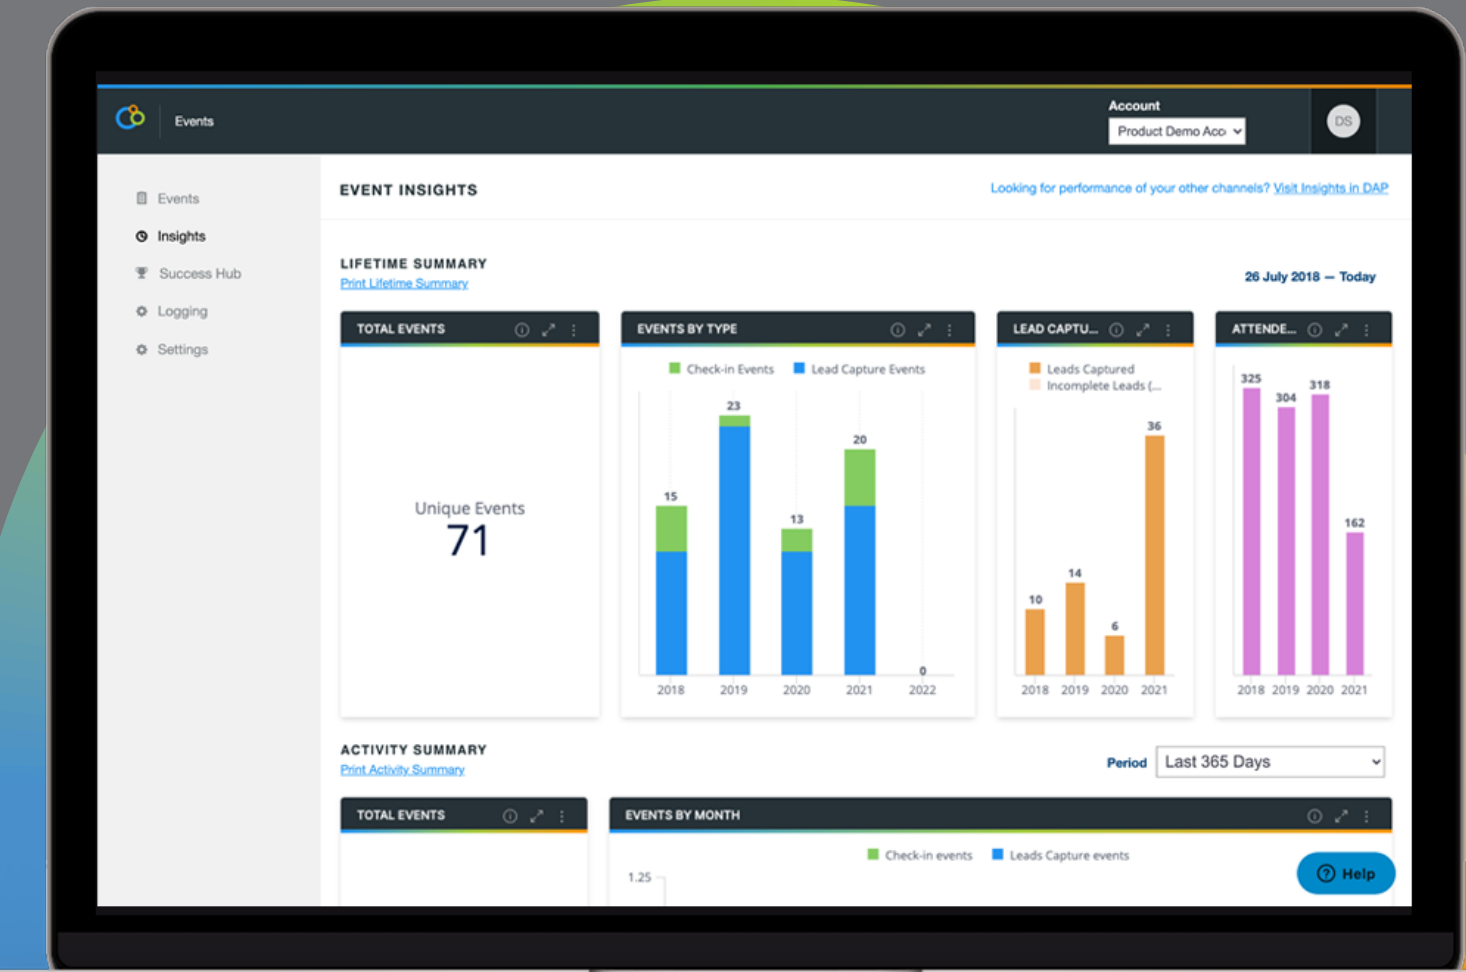 Events
Account
Product Demo Acc
DS
Events
Insights
Success Hub
Logging
Settings
EVENT INSIGHTS
Looking for performance of your other channels? Visit Insights in DAP
LIFETIME SUMMARY
Print Lifetime Summary
26 July 2018 — Today
TOTAL EVENTS
Unique Events
71
EVENTS BY TYPE
Check-in Events
Lead Capture Events
15
23
13
20
0
2018 2019 2020 2021 2022
LEAD CAPTU...
Leads Captured
Incomplete Leads (...
10
14
6
36
2018 2019 2020 2021
ATTENDE...
325
304
318
162
2018 2019 2020 2021
ACTIVITY SUMMARY
Print Activity Summary
Period
Last 365 Days
TOTAL EVENTS
EVENTS BY MONTH
Check-in events
Leads Capture events
1.25
Help